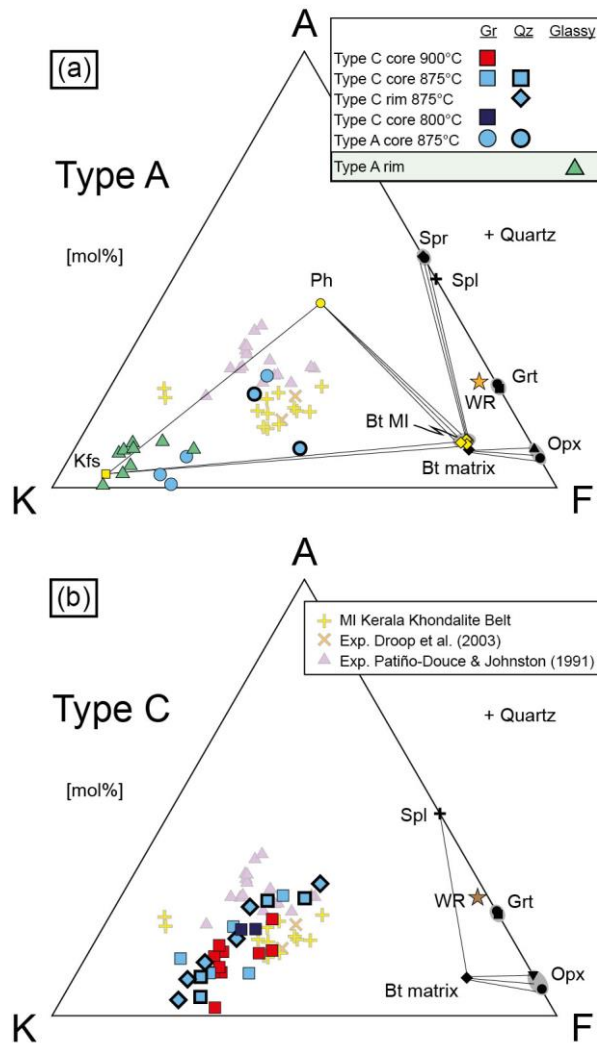 (a)
A
Gr Qz Glassy
Type C core 900°C
Type C core 875°C
Type C rim 875°C
Type C core 800°C
Type A core 875°C
Type A rim
Type A
[mol%]
Spr
+ Quartz
Spl
Ph
Grt
WR
Bt MI
Opx
Kfs
Bt matrix
K
F
(b)
A
MI Kerala Khondalite Belt
Exp. Droop et al. (2003)
Exp. Patiño-Douce & Johnston (1991)
Type C
+ Quartz
[mol%]
Spl
WR
Grt
Opx
Bt matrix
K
F